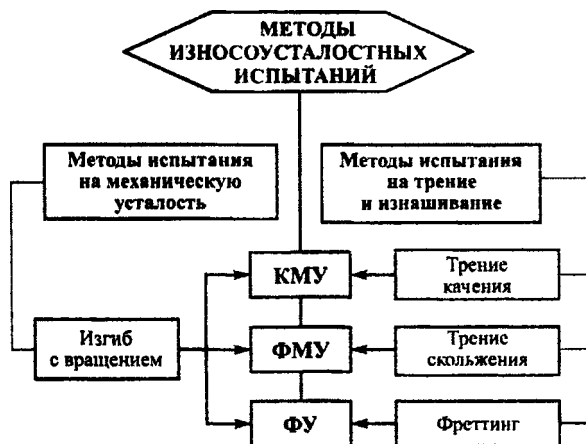 МЕТОДЫ
ИЗНОСОУСТАЛОСТНЫХ
ИСПЫТАНИЙ
Методы испытания
на механическую
усталость
Методы испытания
на трение
и изнашивание
КМУ
Трение
качения
Изгиб
с вращением
ФМУ
Трение
скольжения
ФУ
Фреттинг